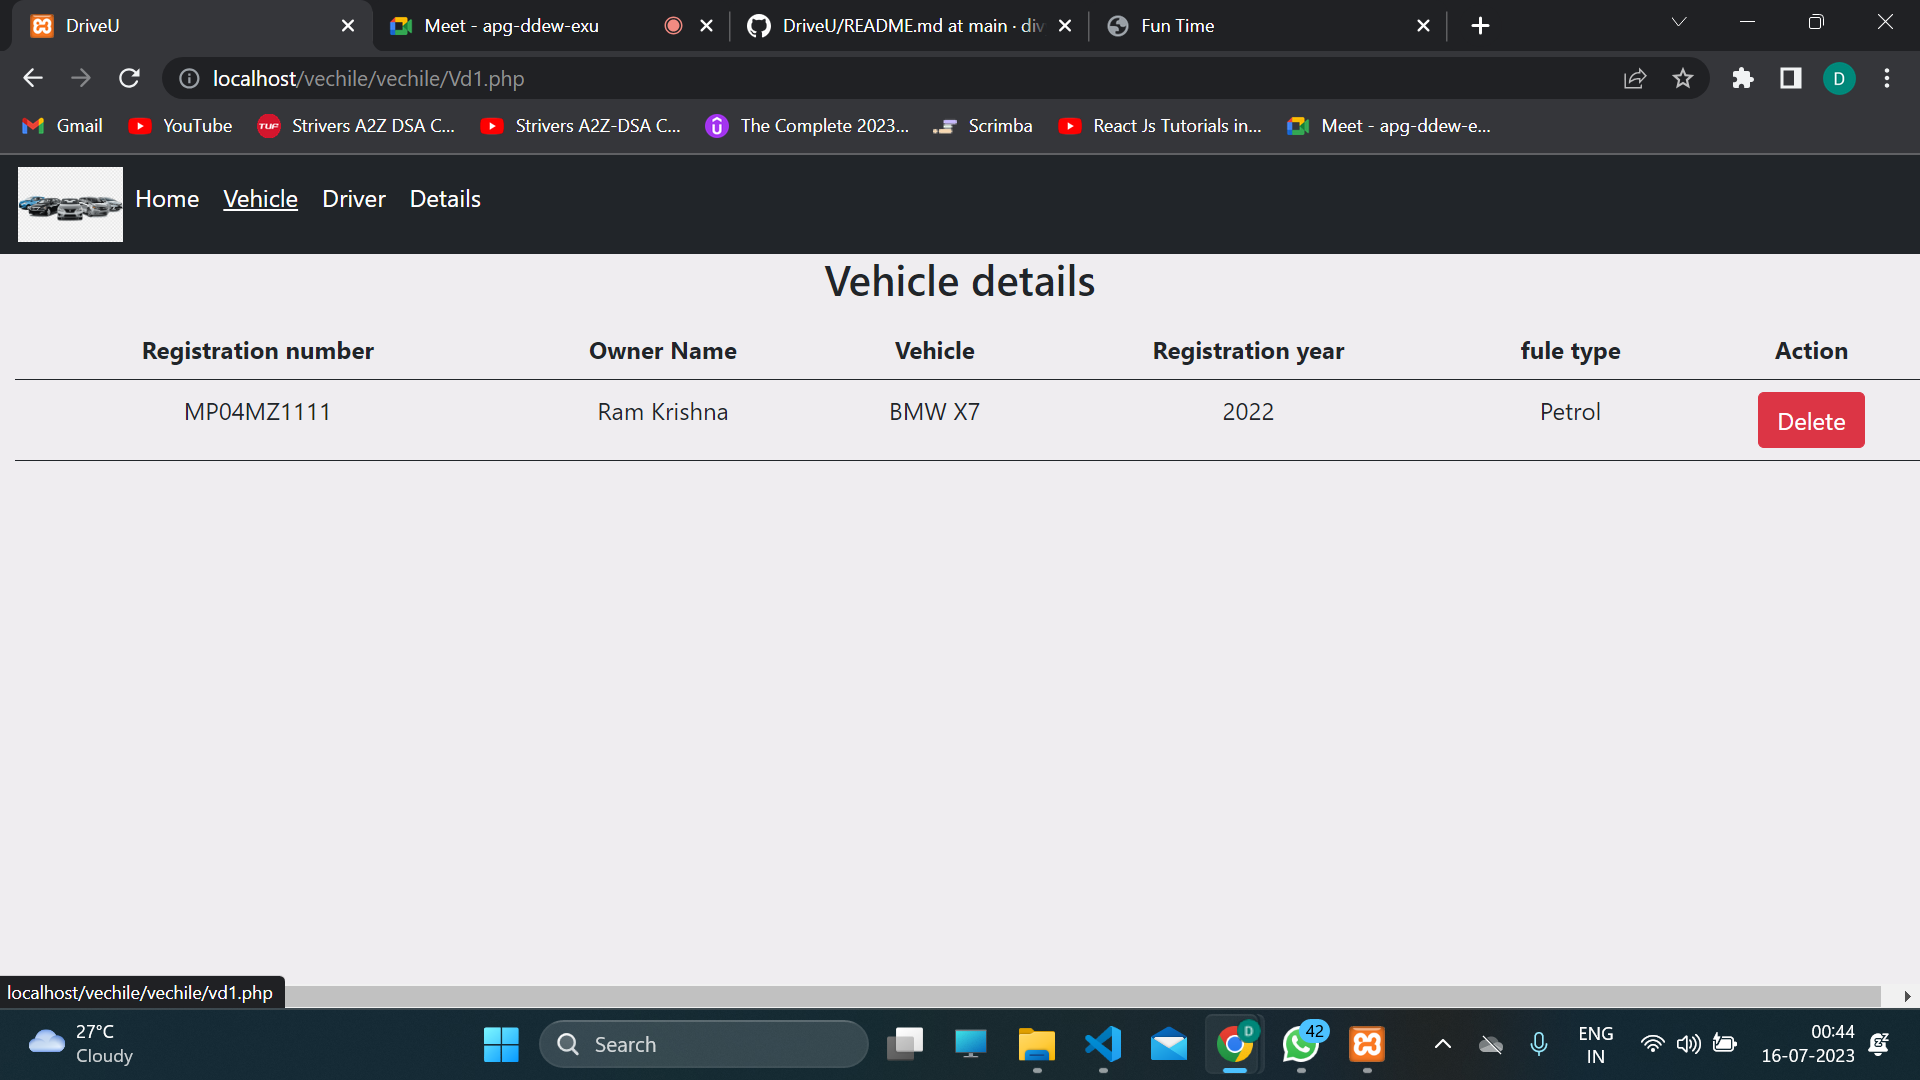 DriveU
Meet - apg-ddew-exu
DriveU/README.md at main · div
Fun Time
localhost/vechile/vechile/Vd1.php
D
Gmail
YouTube
TUF
Strivers A2Z DSA C...
Strivers A2Z-DSA C...
The Complete 2023...
Scrimba
React Js Tutorials in...
Meet - apg-ddew-e...
Home
Vehicle
Driver
Details
Vehicle details
Registration number Owner Name Vehicle Registration year fule type Action
MP04MZ1111 Ram Krishna BMW X7 2022 Petrol Delete
localhost/vechile/vechile/vd1.php
27°C
Cloudy
Search
D
42
ENG
IN
00:44
16-07-2023